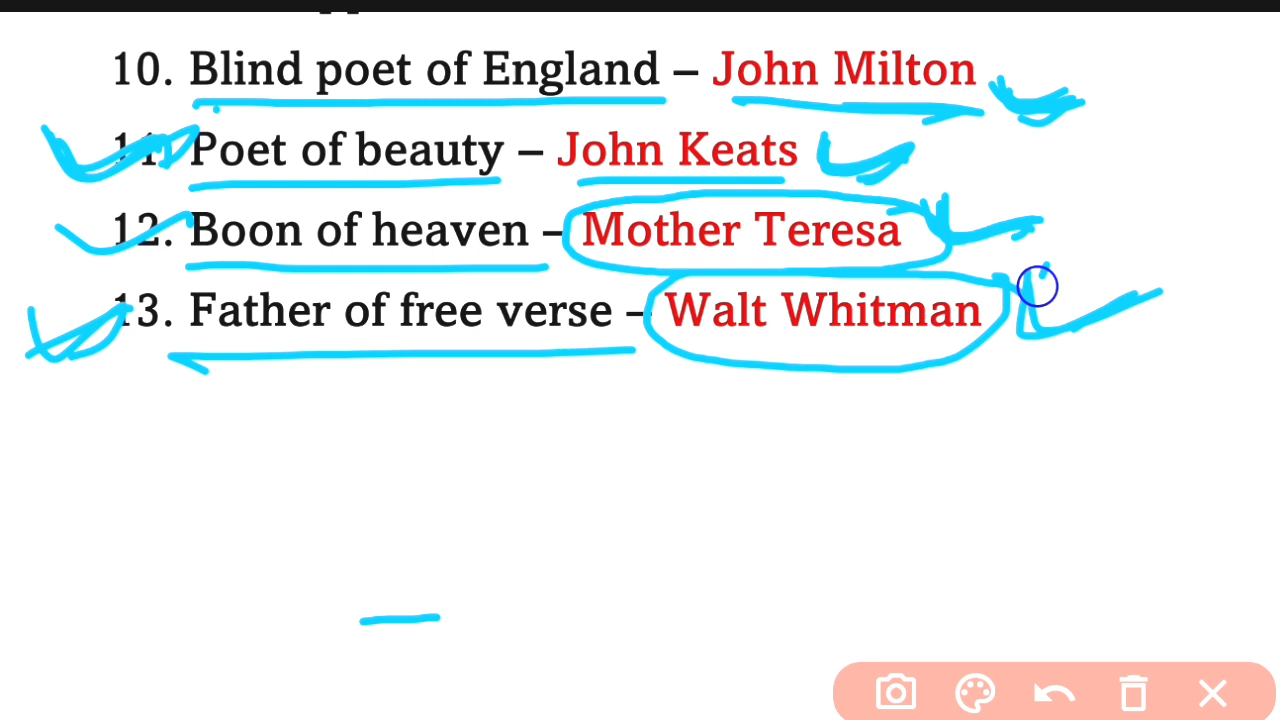 10. Blind poet of England – John Milton
11. Poet of beauty – John Keats
12. Boon of heaven – Mother Teresa
13. Father of free verse – Walt Whitman